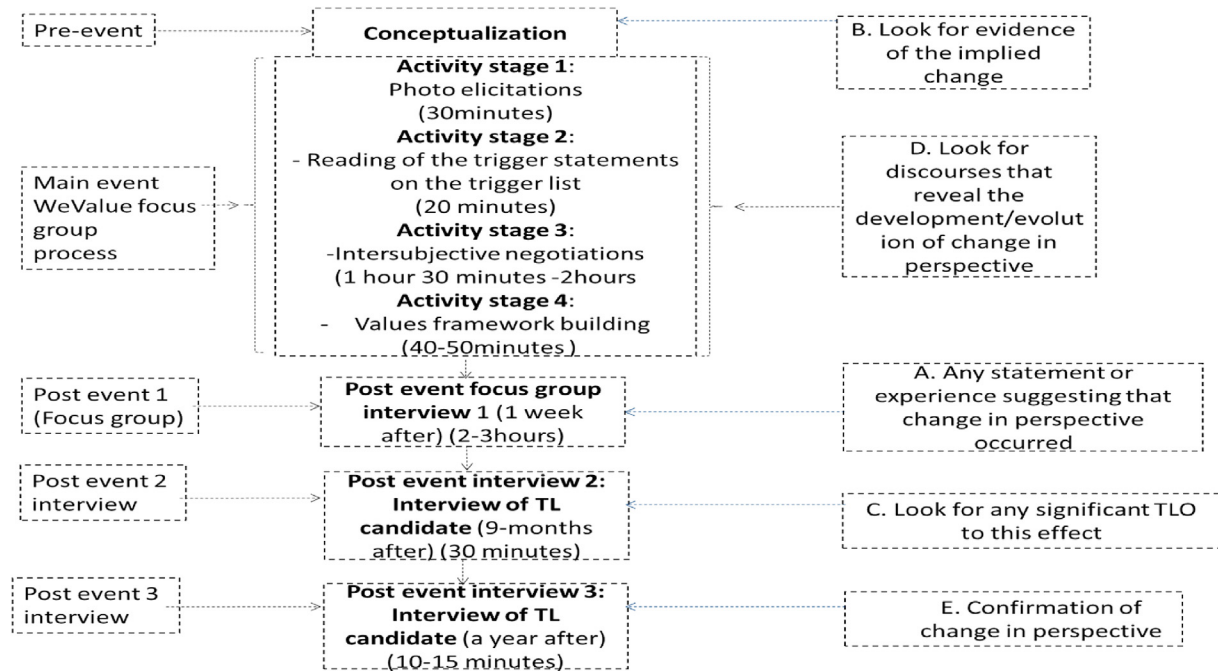 Pre-event
Conceptualization
B. Look for evidence
of the implied
change
Main event
WeValue focus
group
process
Activity stage 1:
Photo elicitations
(30minutes)
Activity stage 2:
- Reading of the trigger statements
on the trigger list
(20 minutes)
Activity stage 3:
-Intersubjective negotiations
(1 hour 30 minutes -2hours
Activity stage 4:
- Values framework building
(40-50minutes )
D. Look for
discourses that
reveal the
development/evolut
ion of change in
perspective
Post event 1
(Focus group)
Post event focus group
interview 1 (1 week
after) (2-3hours)
A. Any statement or
experience suggesting that
change in perspective
occurred
Post event 2
interview
Post event interview 2:
Interview of TL
candidate (9-months
after) (30 minutes)
C. Look for any significant TLO
to this effect
Post event 3
interview
Post event interview 3:
Interview of TL
candidate (a year after)
(10-15 minutes)
E. Confirmation of
change in perspective